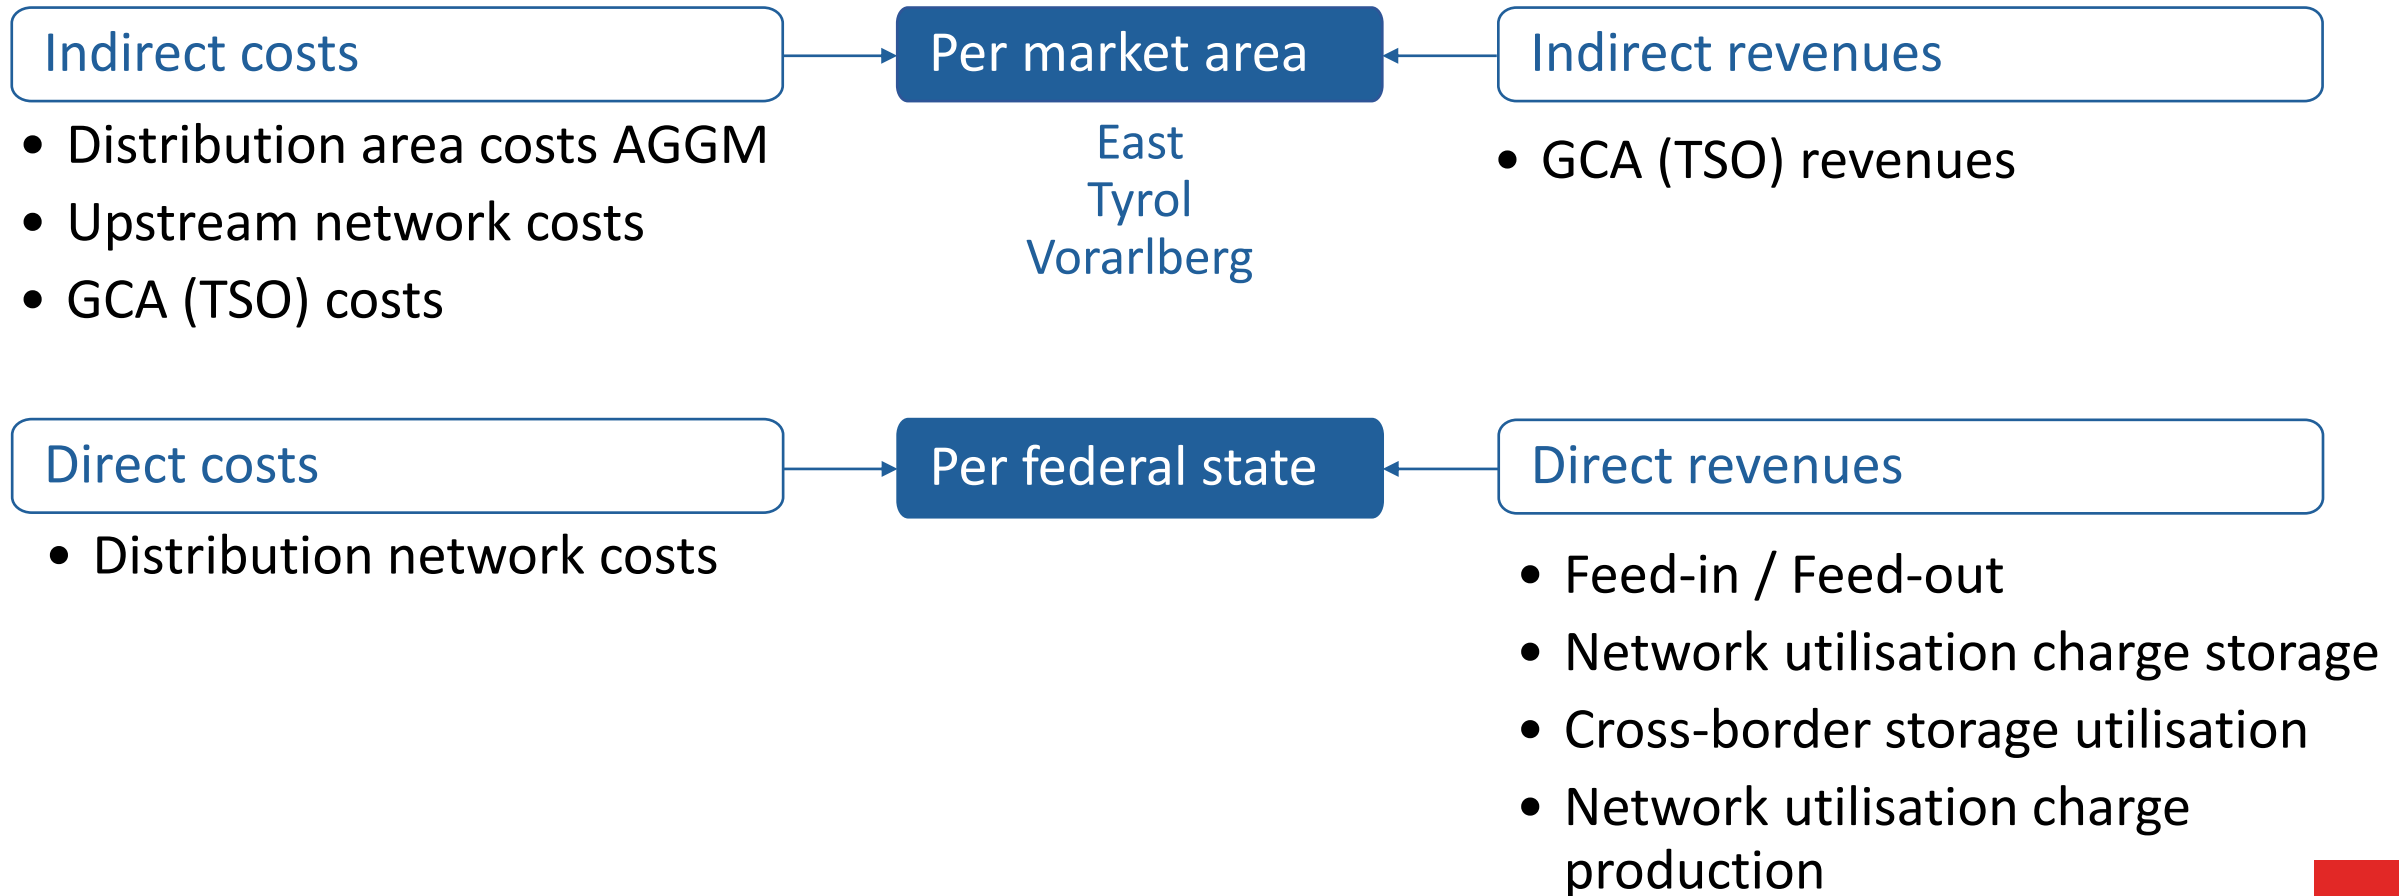 Indirect costs
Per market area
Indirect revenues
• Distribution area costs AGGM
• Upstream network costs
• GCA (TSO) costs
East
Tyrol
Vorarlberg
• GCA (TSO) revenues
Direct costs
Per federal state
Direct revenues
• Distribution network costs
• Feed-in / Feed-out
• Network utilisation charge storage
• Cross-border storage utilisation
• Network utilisation charge
production